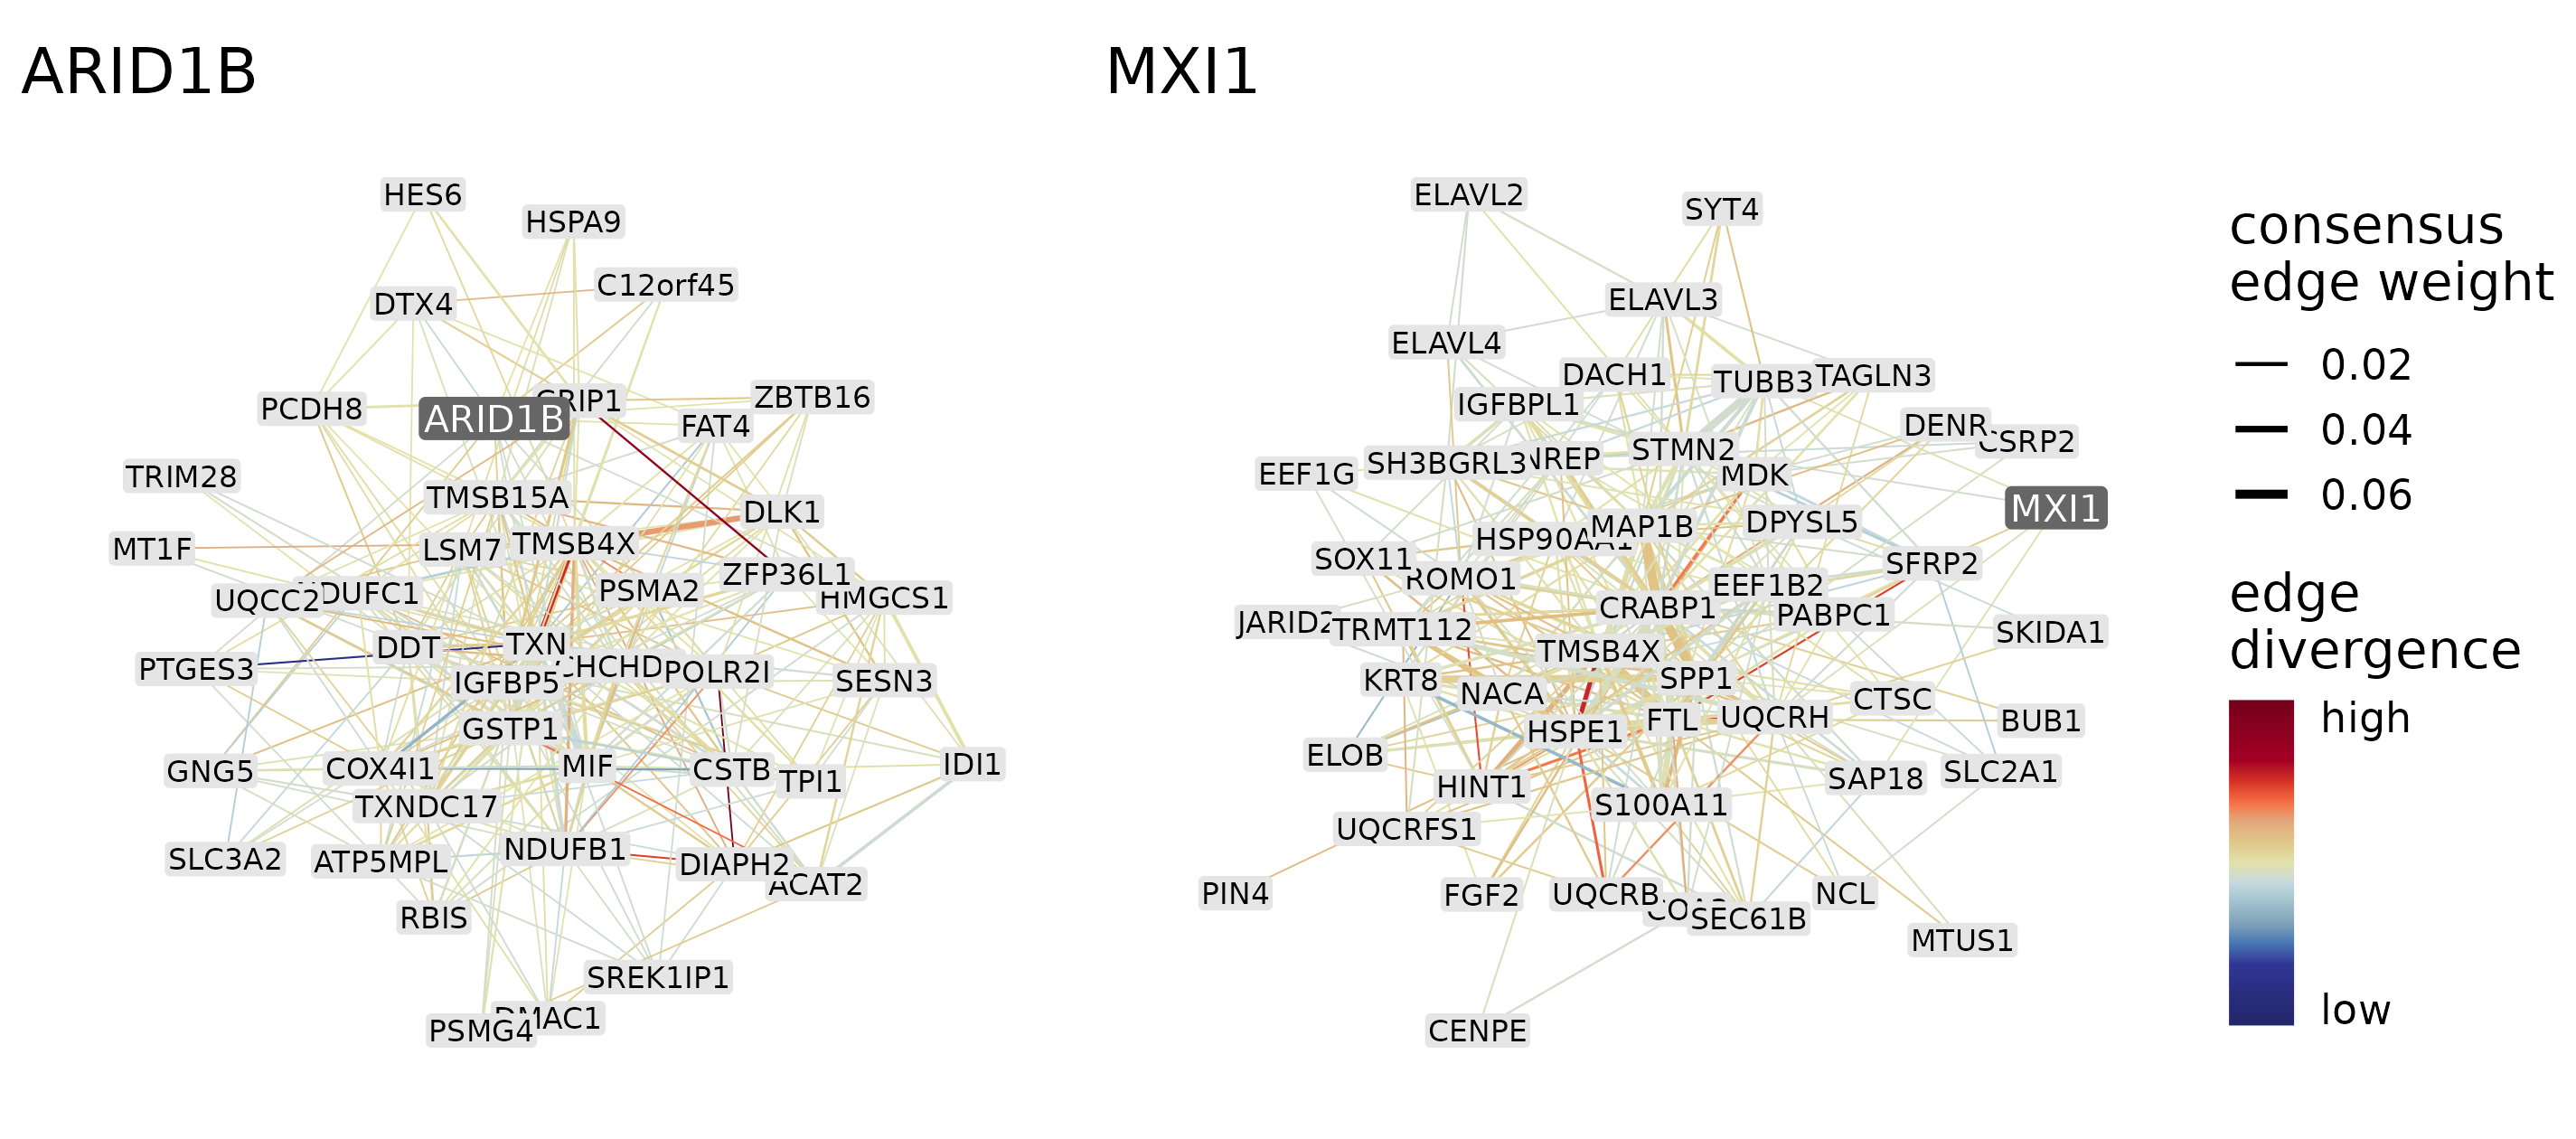 ARID1B
MXI1
HES6
HSPA9
C12orf45
DTX4
PCDH8
ARID1B
ZBTB16
FAT4
TRIM28
TMSB15A
DLK1
MT1F
LSM7
TMSB4X
ZFP36L1
PSMA2
HMGCS1
UQCC2
DDT
TXN
PTGES3
IGFBP5
POLR2I
SESN3
GSTP1
GNG5
COX4I1
MIF
CSTB
TPI1
IDI1
TXNDC17
SLC3A2
ATP5MPL
NDUFB1
DIAPH2
ACAT2
RBIS
SREK1IP1
PSMG4
ELAVL2
SYT4
ELAVL3
ELAVL4
DACH1
TUBB3
TAGLN3
IGFBPL1
DENR
CSRP2
STMN2
SH3BGRL3
EEF1G
MDK
MXI1
MAP1B
DPYSL5
HSP90AA1
SOX11
ROMO1
SFRP2
EEF1B2
CRABP1
PABPC1
JARID2
TRMT112
SKIDA1
TMSB4X
KRT8
NACA
SPP1
CTSC
HSPE1
FTL
UQCRH
BUB1
ELOB
HINT1
SAP18
SLC2A1
S100A11
UQCRFS1
PIN4
FGF2
UQCRB
SEC61B
NCL
MTUS1
CENPE
consensus
edge weight
0.02
0.04
0.06
edge
divergence
high
low